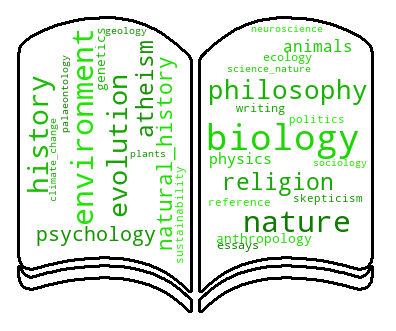 geology
genetics
palaeontology
history
climate_change
environment
evolution
atheism
natural_history
plants
sustainability
psychology
neuroscience
animals
ecology
science_nature
philosophy
writing
politics
biology
physics
sociology
religion
skepticism
reference
nature
anthropology
essays